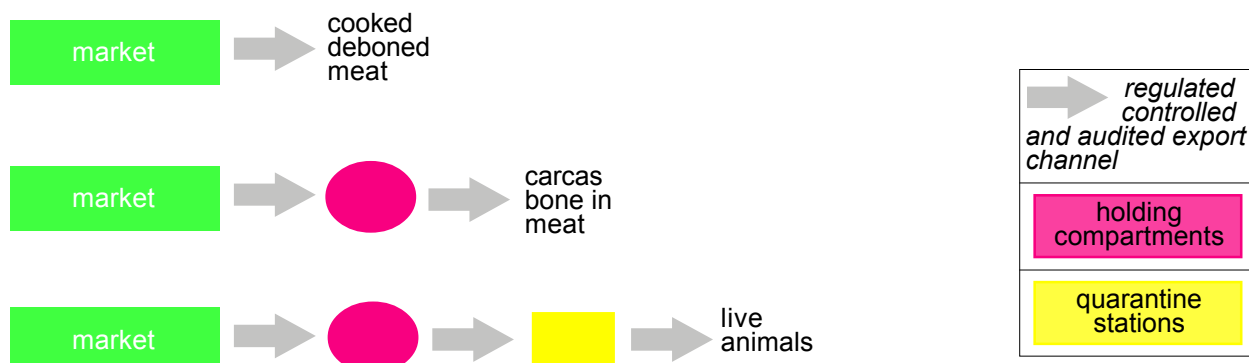 market
cooked
deboned
meat
market
carcas
bone in
meat
market
live
animals
regulated
controlled
and audited export
channel
holding
compartments
quarantine
stations